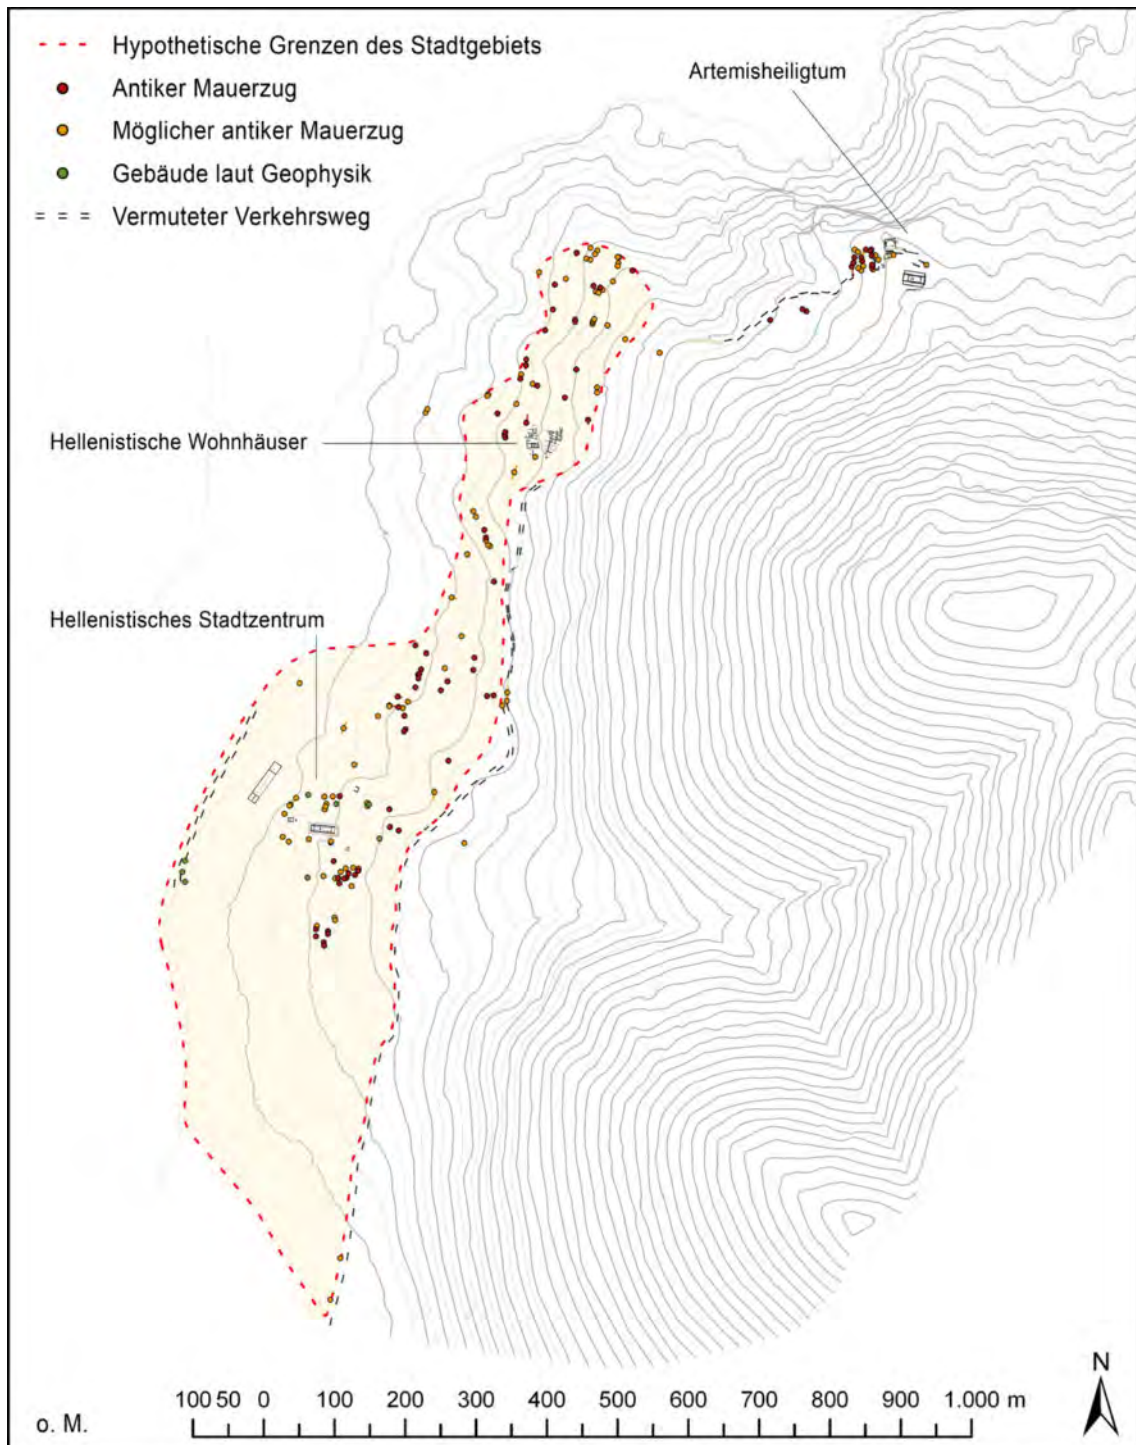 Hypothetische Grenzen des Stadtgebiets
Antiker Mauerzug
Möglicher antiker Mauerzug
Gebäude laut Geophysik
Vermuteter Verkehrsweg
Artemisheiligtum
Hellenistische Wohnhäuser
Hellenistisches Stadtzentrum
100 50 0 100 200 300 400 500 600 700 800 900 1.000 m
o. M.
N